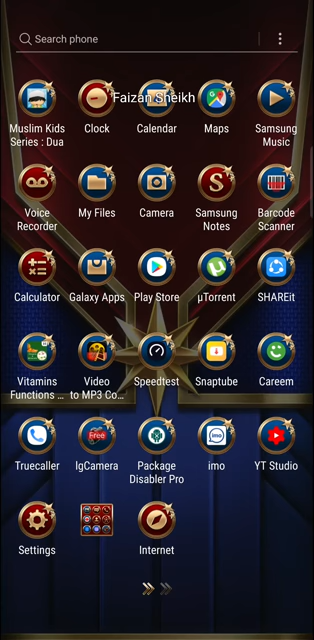 Search phone
Faizan Sheikh
Muslim Kids
Series : Dua
Clock
Calendar
Maps
Samsung
Music
Voice
Recorder
My Files
Camera
Samsung
Notes
Barcode
Scanner
Calculator
Galaxy Apps
Play Store
µTorrent
SHAREit
Vitamins
Functions ...
Video
to MP3 Co...
Speedtest
Snaptube
Careem
Truecaller
Free
IgCamera
Package
Disabler Pro
imo
imo
YT Studio
Settings
Internet